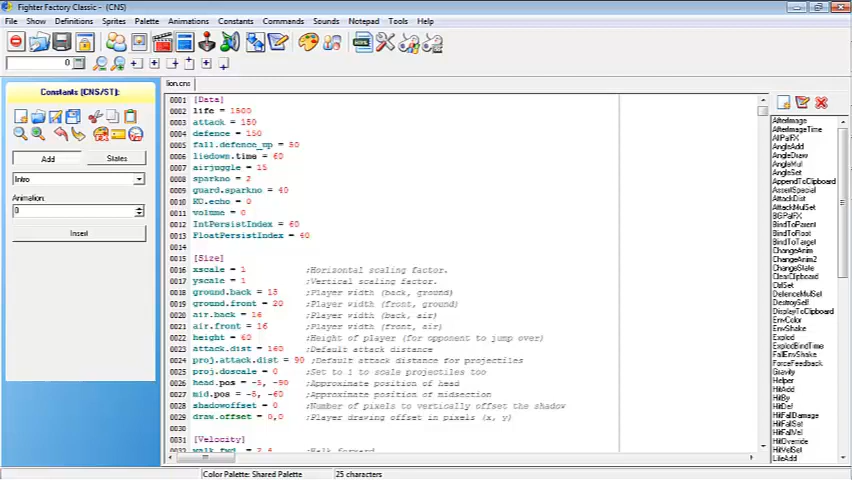 Fighter Factory Classic - (CNS)
File Show Definitions Sprites Palette Animations Constants Commands Sounds Notepad Tools Help
0
Constants (CNS/ST):
Add States
Intro
Animation:
0
Insert
lion.cns
0001 [Data]
0002 life = 1500
0003 attack = 150
0004 defence = 150
0005 fall.defence_up = 50
0006 liedown.time = 60
0007 airjuggle = 15
0008 sparkno = 2
0009 guard.sparkno = 40
0010 KO.echo = 0
0011 volume = 0
0012 IntPersistIndex = 60
0013 FloatPersistIndex = 40
0014
0015 [Size]
0016 xscale = 1 ;Horizontal scaling factor.
0017 yscale = 1 ;Vertical scaling factor.
0018 ground.back = 15 ;Player width (back, ground)
0019 ground.front = 20 ;Player width (front, ground)
0020 air.back = 16 ;Player width (back, air)
0021 air.front = 16 ;Player width (front, air)
0022 height = 60 ;Height of player (for opponent to jump over)
0023 attack.dist = 160 ;Default attack distance
0024 proj.attack.dist = 90 ;Default attack distance for projectiles
0025 proj.doscale = 0 ;Set to 1 to scale projectiles too
0026 head.pos = -5, -90 ;Approximate position of head
0027 mid.pos = -5, -60 ;Approximate position of midsection
0028 shadowoffset = 0 ;Number of pixels to vertically offset the shadow
0029 draw.offset = 0,0 ;Player drawing offset in pixels (x, y)
0030
0031 [Velocity]
0032 walk.fwd = 2.4 ;Walk forward
AfterImage
AfterImageTime
AllPalFX
AngleAdd
AngleDraw
AngleMul
AngleSet
AppendToClipboard
AssertSpecial
AttackDist
AttackMulSet
BGPalFX
BindToParent
BindToRoot
BindToTarget
ChangeAnim
ChangeAnim2
ChangeState
ClearClipboard
CtrlSet
DefenceMulSet
DestroySelf
DisplayToClipboard
EnvColor
EnvShake
Explod
ExplodBindTime
FallEnvShake
ForceFeedback
Gravity
Helper
HitAdd
HitBy
HitDef
HitFallDamage
HitFallSet
HitFallVel
HitOverride
HitVelSet
LifeAdd
Color Palette: Shared Palette 25 characters